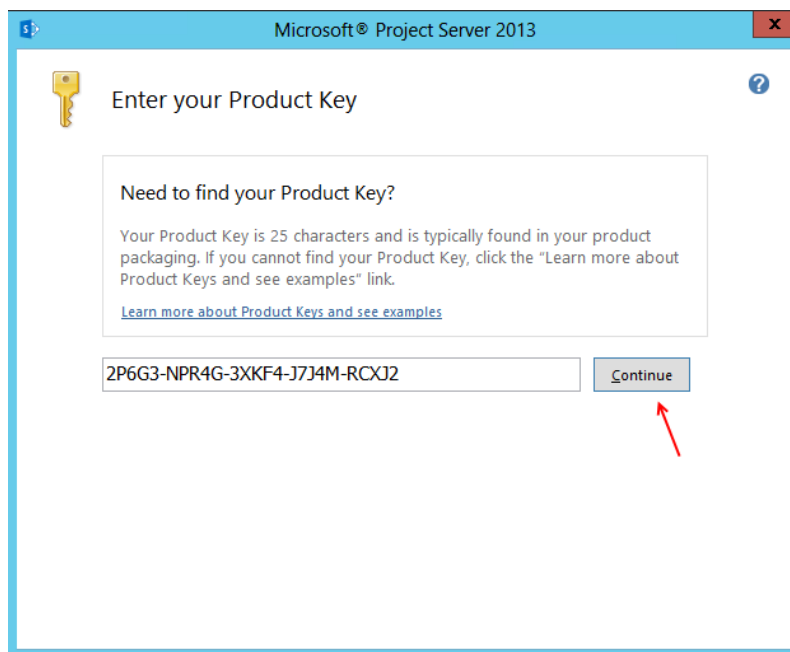 Microsoft® Project Server 2013
Enter your Product Key
Need to find your Product Key?
Your Product Key is 25 characters and is typically found in your product
packaging. If you cannot find your Product Key, click the “Learn more about
Product Keys and see examples” link.
Learn more about Product Keys and see examples
2P6G3-NPR4G-3XKF4-J7J4M-RCXJ2
Continue